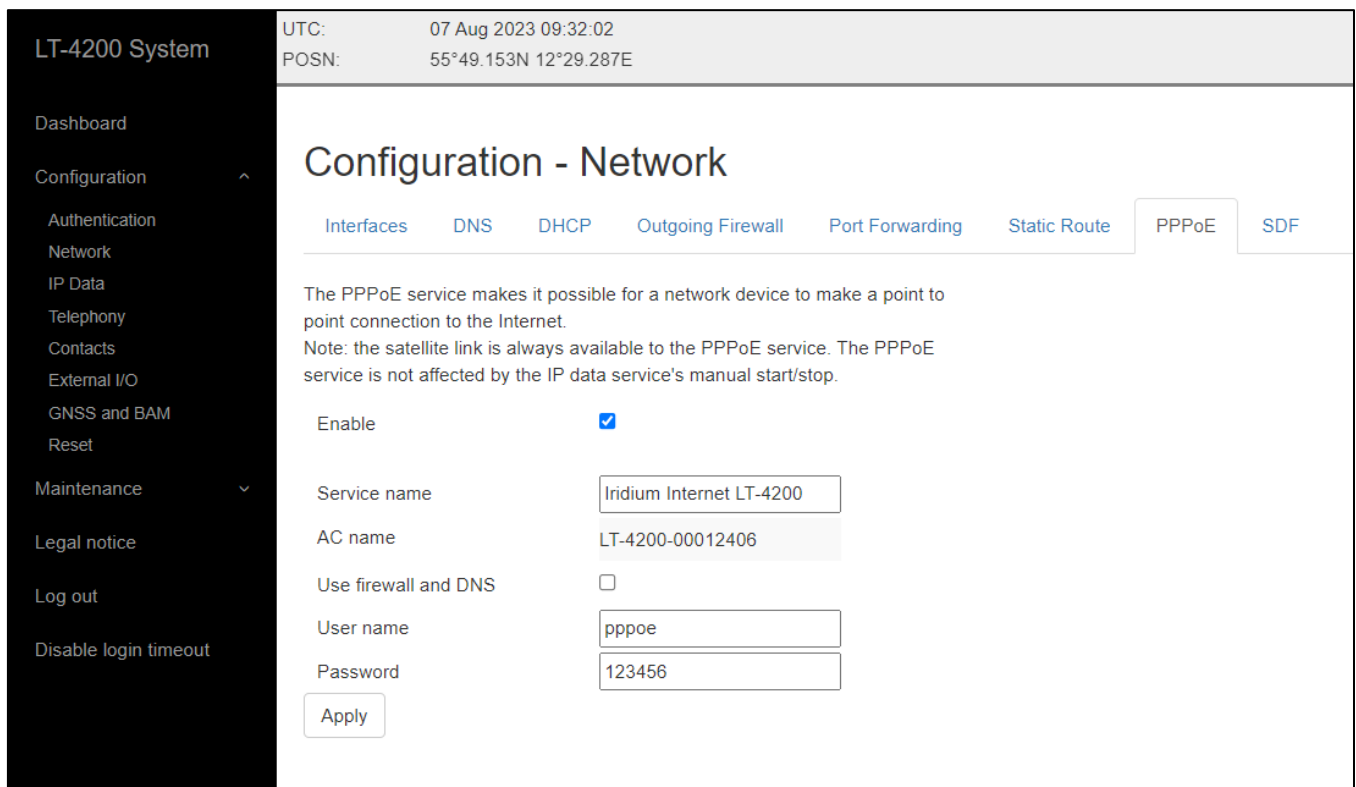 LT-4200 System
UTC: 07 Aug 2023 09:32:02
POSN: 55°49.153N 12°29.287E
Dashboard
Configuration
Authentication
Network
IP Data
Telephony
Contacts
External I/O
GNSS and BAM
Reset
Maintenance
Legal notice
Log out
Disable login timeout
Configuration - Network
Interfaces DNS DHCP Outgoing Firewall Port Forwarding Static Route PPPoE SDF
The PPPoE service makes it possible for a network device to make a point to
point connection to the Internet.
Note: the satellite link is always available to the PPPoE service. The PPPoE
service is not affected by the IP data service's manual start/stop.
Enable
Service name Iridium Internet LT-4200
AC name LT-4200-00012406
Use firewall and DNS
User name pppoe
Password 123456
Apply